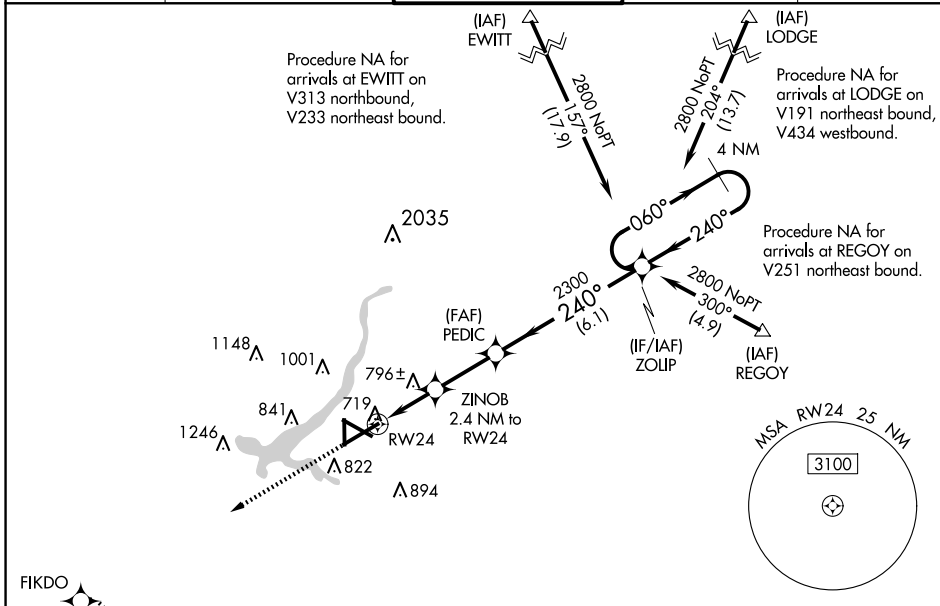 (IAF)
EWITT
(IAF)
LODGE
Procedure NA for
arrivals at EWITT on
V313 northbound,
V233 northeast bound.
2800 NoPT
157°
(17.9)
2800 NoPT
204°
(13.7)
Procedure NA for
arrivals at LODGE on
V191 northeast bound,
V434 westbound.
4 NM
060°
240°
2035
Procedure NA for
arrivals at REGOY on
V251 northeast bound.
2300
240°
(6.1)
2800 NoPT
300°
(4.9)
(FAF)
PEDIC
(IF/IAF)
ZOLIP
(IAF)
REGOY
1148
1001
796±
ZINOB
2.4 NM to
RW24
841
719
RW24
1246
822
894
MSA RW24 25 NM
3100
FIKDO